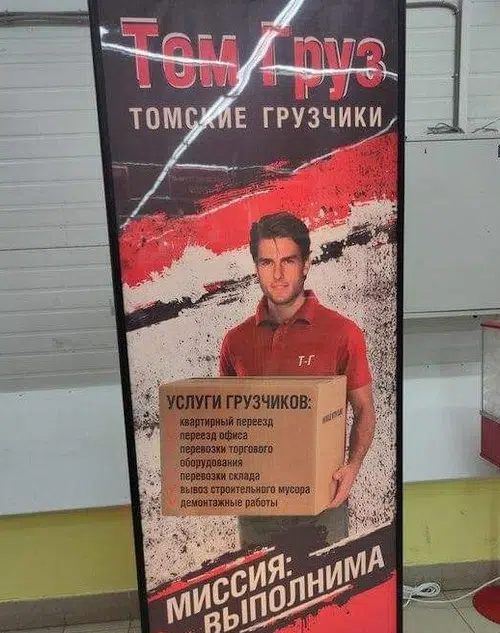 Том Груз
ТОМСКИЕ ГРУЗЧИКИ
Т-Г
УСЛУГИ ГРУЗЧИКОВ:
квартирный переезд
переезд офиса
перевозки торгового
оборудования
перевозки склада
вывоз строительного мусора
демонтажные работы
МИССИЯ:
ВЫПОЛНИМА